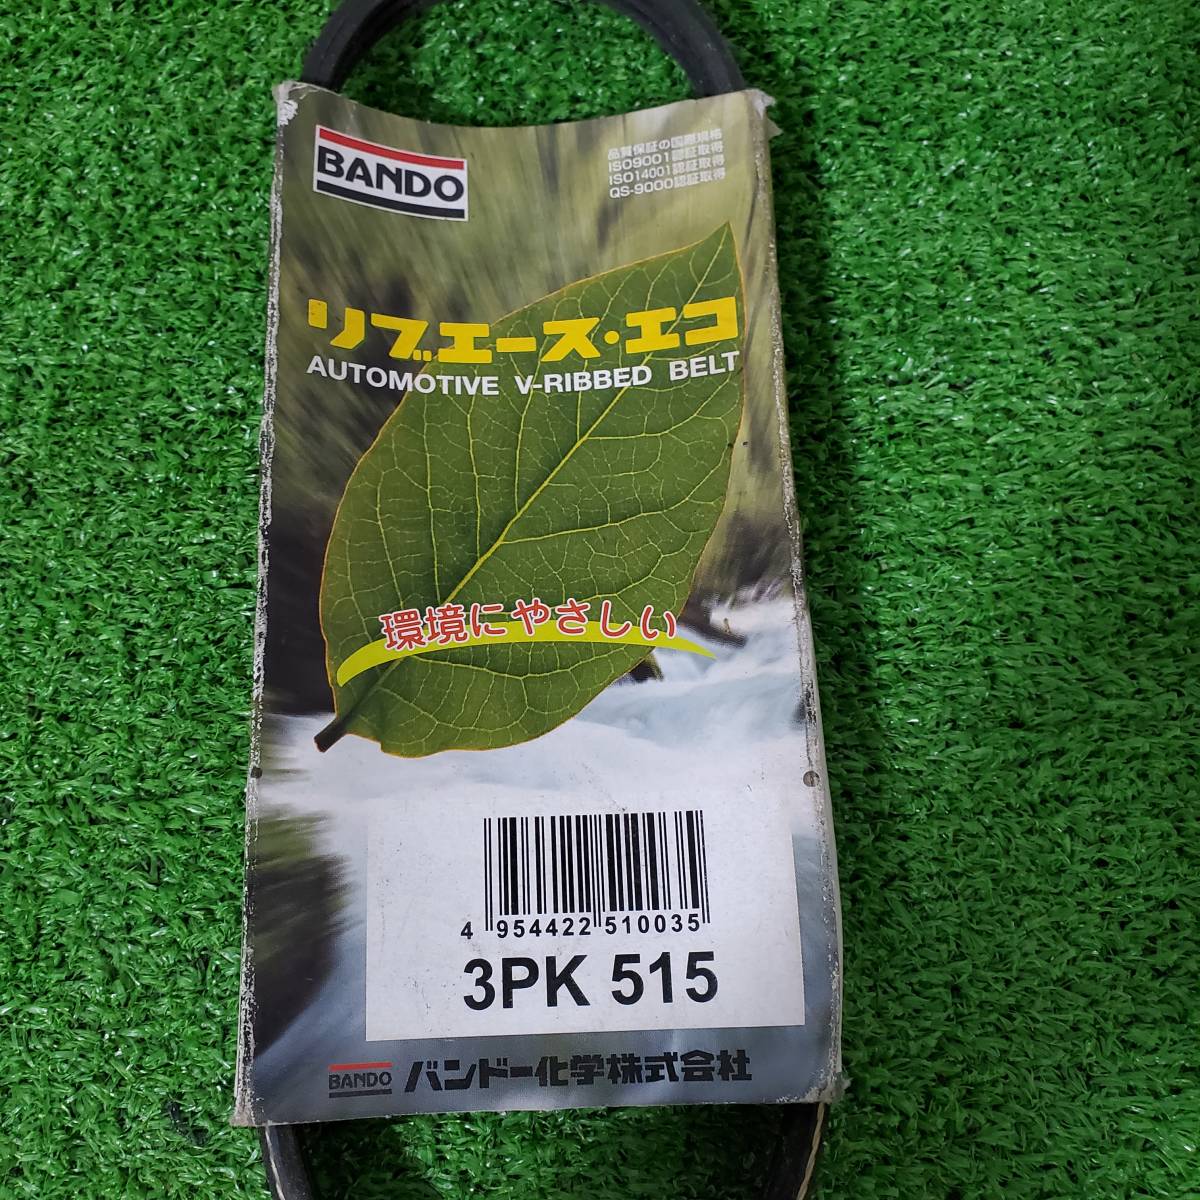 BANDO
品質保証の国際規格
ISO9001認証取得
ISO14001認証取得
QS-9000認証取得
リブエース・エコ
AUTOMOTIVE V-RIBBED BELT
環境にやさしい
4 954422 510035
3PK 515
BANDO バンドー化学株式会社